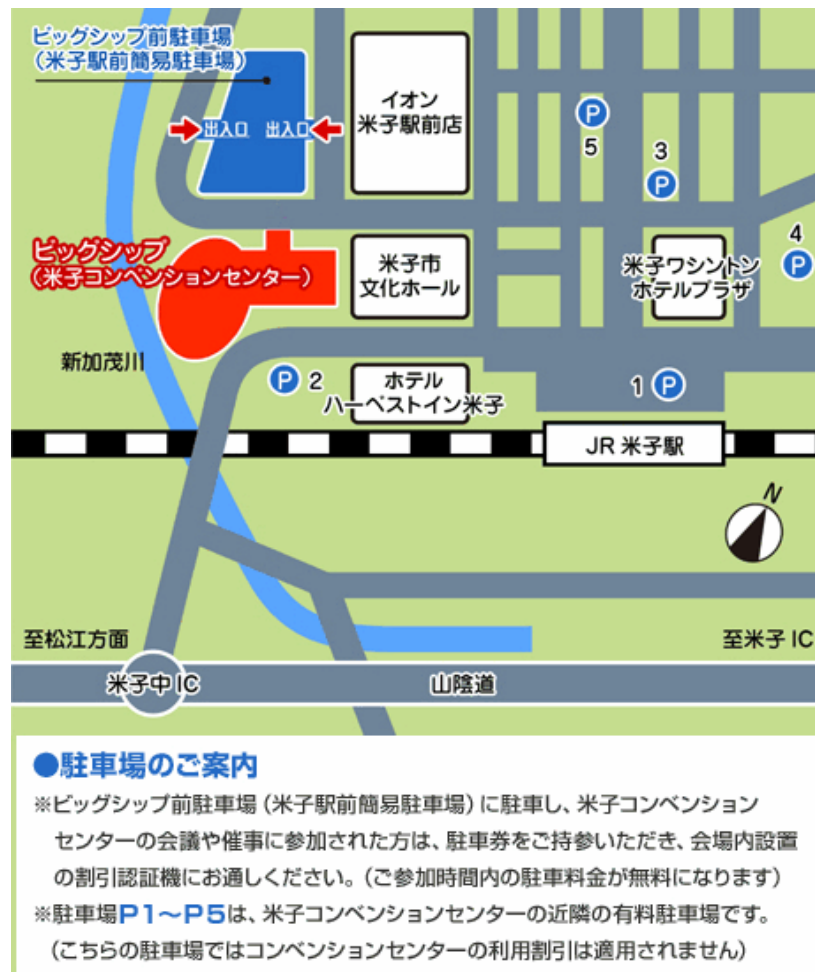 ビッグシップ前駐車場
（米子駅前簡易駐車場）
出入口 出入口
イオン
米子駅前店
P
5
3
P
4
P
ビッグシップ
（米子コンベンションセンター）
米子市
文化ホール
米子ワシントン
ホテルプラザ
新加茂川
P 2
ホテル
ハーベストイン米子
1 P
JR 米子駅
N
至松江方面
至米子 IC
米子中 IC
山陰道
●駐車場のご案内
※ビッグシップ前駐車場（米子駅前簡易駐車場）に駐車し、米子コンベンション
センターの会議や催事に参加された方は、駐車券をご持参いただき、会場内設置
の割引認証機にお通しください。（ご参加時間内の駐車料金が無料になります）
※駐車場P1～P5は、米子コンベンションセンターの近隣の有料駐車場です。
（こちらの駐車場ではコンベンションセンターの利用割引は適用されません）